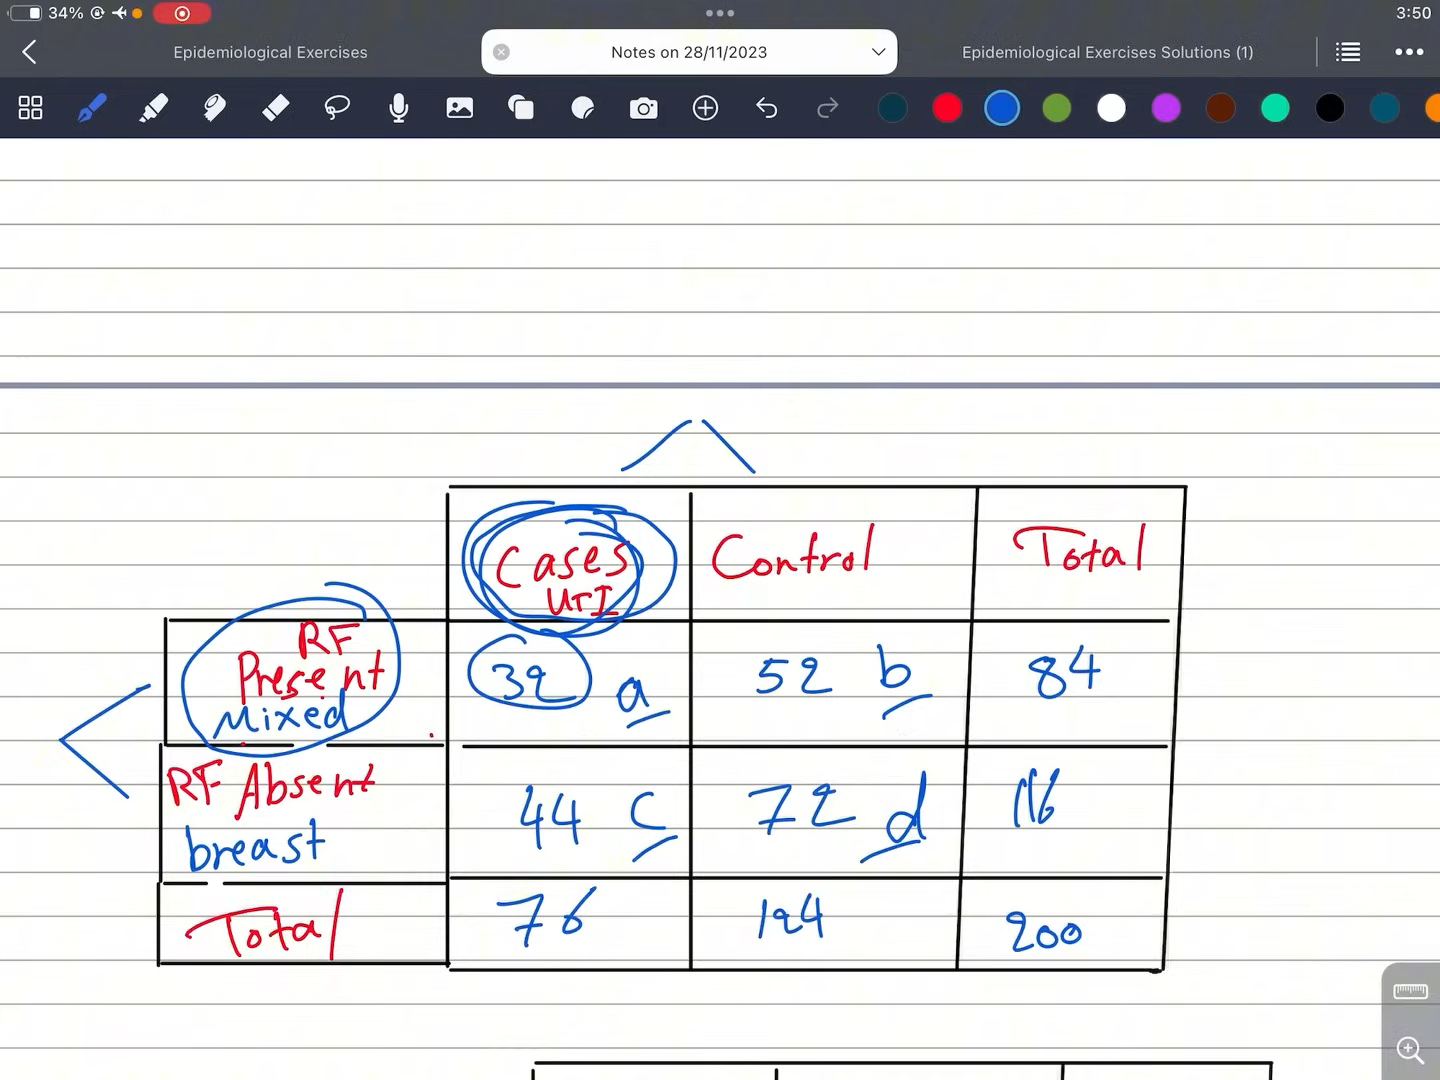 34%
3:50
Epidemiological Exercises
Notes on 28/11/2023
Epidemiological Exercises Solutions (1)
Cases UTI
Control
Total
RF Present Mixed
32 a
52 b
84
RF Absent breast
44 c
72 d
116
Total
76
124
200